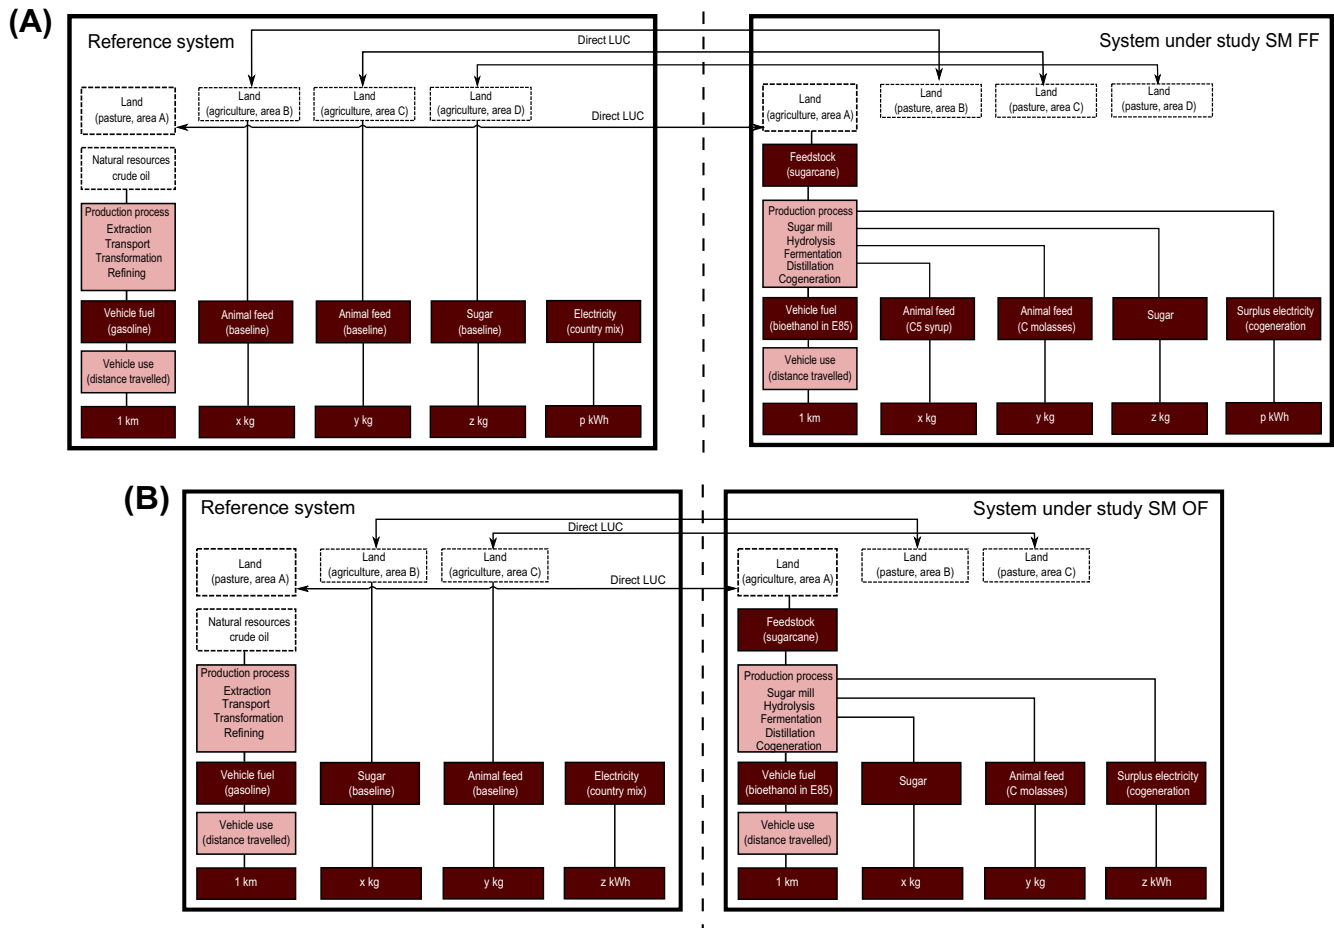 (A)
Reference system
Direct LUC
System under study SM FF
Land
(pasture, area A)
Land
(agriculture, area B)
Land
(agriculture, area C)
Land
(agriculture, area D)
Direct LUC
Land
(agriculture, area A)
Land
(pasture, area B)
Land
(pasture, area C)
Land
(pasture, area D)
Natural resources
crude oil
Feedstock
(sugarcane)
Production process
Extraction
Transport
Transformation
Refining
Production process
Sugar mill
Hydrolysis
Fermentation
Distillation
Cogeneration
Vehicle fuel
(gasoline)
Animal feed
(baseline)
Animal feed
(baseline)
Sugar
(baseline)
Electricity
(country mix)
Vehicle fuel
(bioethanol in E85)
Animal feed
(C5 syrup)
Animal feed
(C molasses)
Sugar
Surplus electricity
(cogeneration
Vehicle use
(distance travelled)
Vehicle use
(distance travelled)
1 km
x kg
y kg
z kg
p kWh
1 km
x kg
y kg
z kg
p kWh
(B)
Reference system
Direct LUC
System under study SM OF
Land
(pasture, area A)
Land
(agriculture, area B)
Land
(agriculture, area C)
Direct LUC
Land
(agriculture, area A)
Land
(pasture, area B)
Land
(pasture, area C)
Natural resources
crude oil
Feedstock
(sugarcane)
Production process
Extraction
Transport
Transformation
Refining
Production process
Sugar mill
Hydrolysis
Fermentation
Distillation
Cogeneration
Vehicle fuel
(gasoline)
Sugar
(baseline)
Animal feed
(baseline)
Electricity
(country mix)
Vehicle fuel
(bioethanol in E85)
Sugar
Animal feed
(C molasses)
Surplus electricity
(cogeneration
Vehicle use
(distance travelled)
Vehicle use
(distance travelled)
1 km
x kg
y kg
z kWh
1 km
x kg
y kg
z kWh